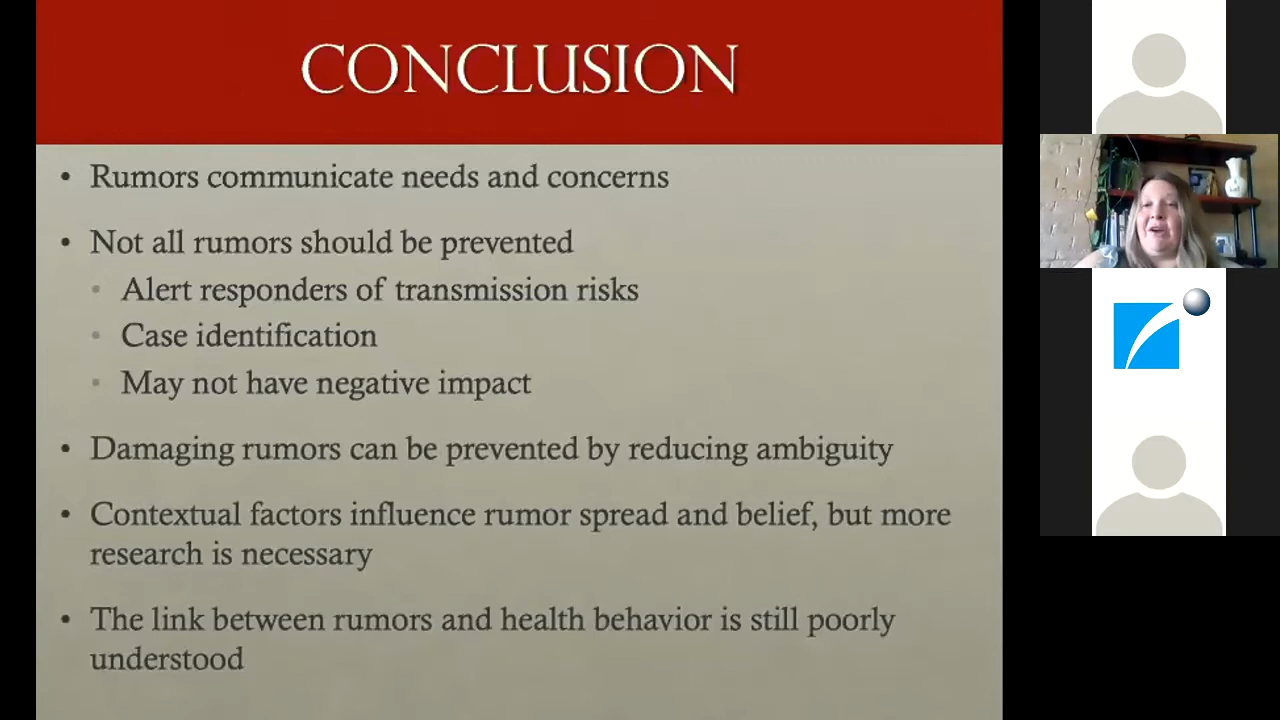 CONCLUSION
• Rumors communicate needs and concerns
• Not all rumors should be prevented
• Alert responders of transmission risks
• Case identification
• May not have negative impact
• Damaging rumors can be prevented by reducing ambiguity
• Contextual factors influence rumor spread and belief, but more
research is necessary
• The link between rumors and health behavior is still poorly
understood